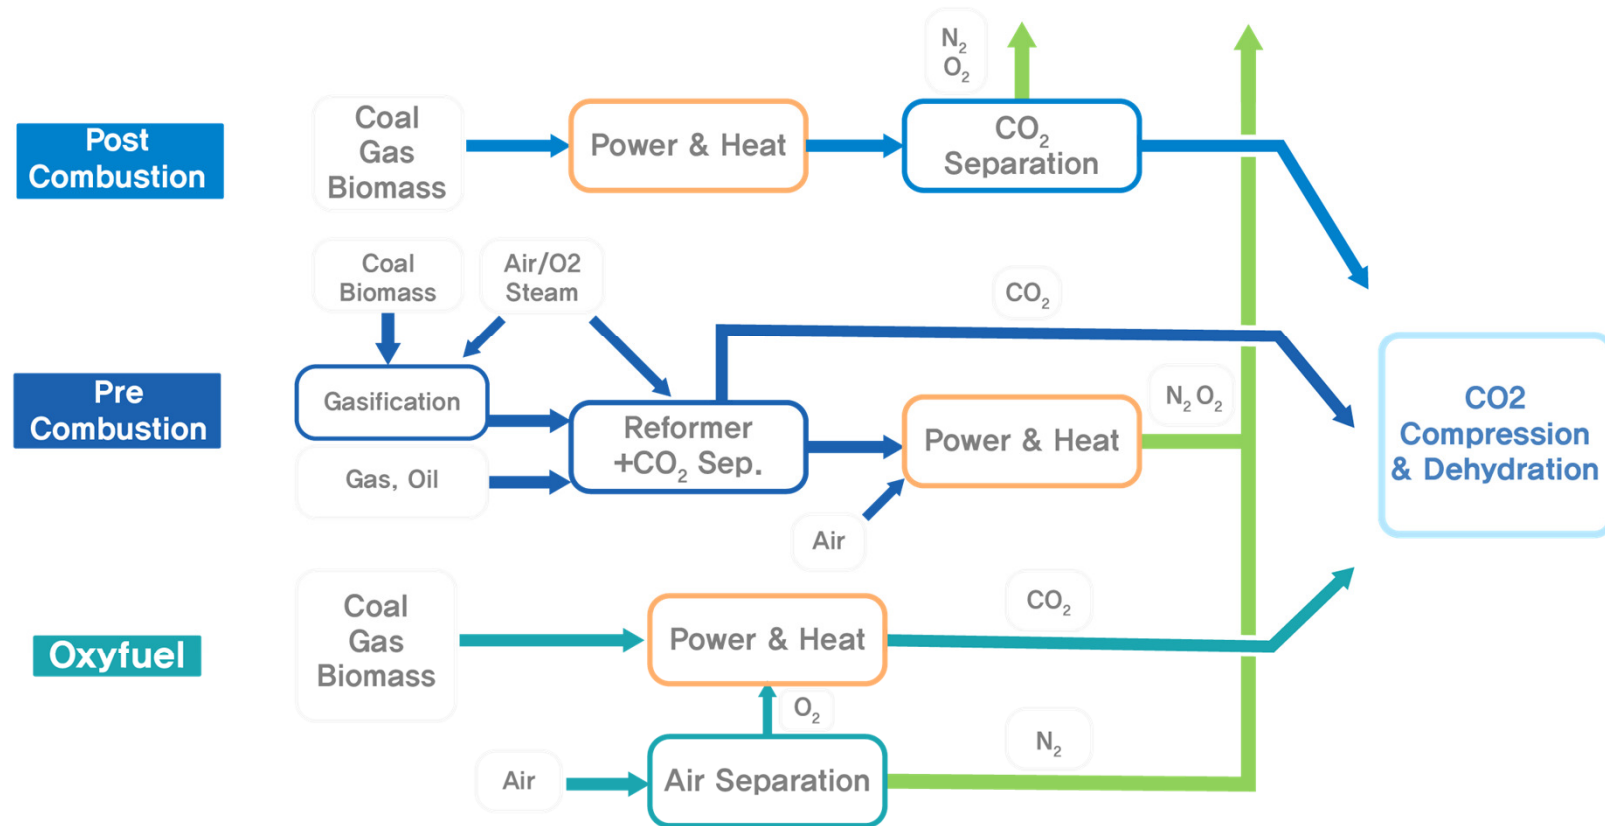 N₂
O₂
Post
Combustion
Coal
Gas
Biomass
Power & Heat
CO₂
Separation
Coal
Biomass
Air/O2
Steam
CO₂
Pre
Combustion
Gasification
Gas, Oil
Reformer
+CO₂ Sep.
Power & Heat
N₂ O₂
Air
CO2
Compression
& Dehydration
Oxyfuel
Coal
Gas
Biomass
Power & Heat
CO₂
O₂
Air
Air Separation
N₂